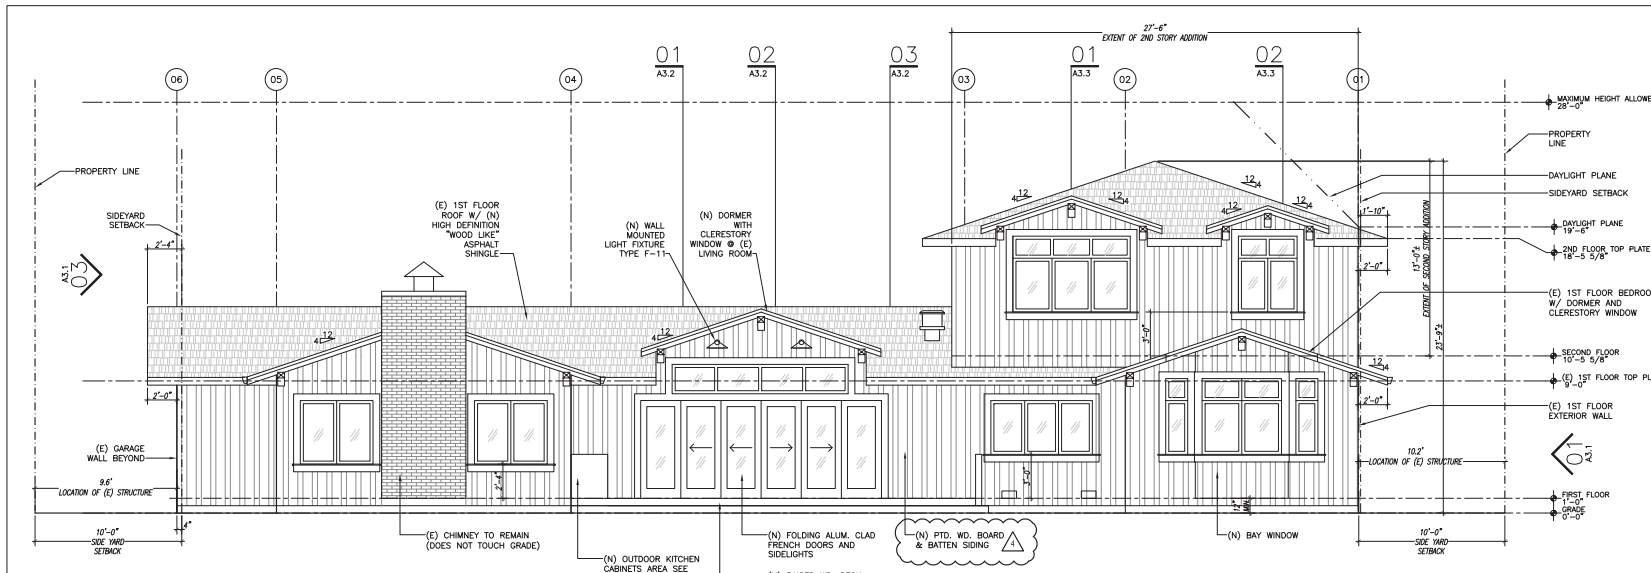 27'-6"
EXTENT OF 2ND STORY ADDITION
01
A3.2
02
A3.2
03
A3.2
01
A3.3
02
A3.3
06
05
04
03
02
01
MAXIMUM HEIGHT ALLOWE
28'-0"
PROPERTY
LINE
DAYLIGHT PLANE
SIDEYARD SETBACK
1'-10"
DAYLIGHT PLANE
19'-6"
2ND FLOOR TOP PLATE
18'-5 5/8"
2'-0"
(E) 1ST FLOOR BEDROO
W/ DORMER AND
CLERESTORY WINDOW
SECOND FLOOR
10'-5 5/8"
(E) 1ST FLOOR TOP PL
9'-0"
2'-0"
(E) 1ST FLOOR
EXTERIOR WALL
01
A3.1
10.2'
LOCATION OF (E) STRUCTURE
FIRST FLOOR
1'-0"
GRADE
0'-0"
10'-0"
SIDE YARD
SETBACK
PROPERTY LINE
SIDEYARD
SETBACK
2'-4"
03
A3.1
(E) 1ST FLOOR
ROOF W/ (N)
HIGH DEFINITION
"WOOD LIKE"
ASPHALT
SHINGLE
(N) WALL
MOUNTED
LIGHT FIXTURE
TYPE F-11
(N) DORMER
WITH
CLERESTORY
WINDOW @ (E)
LIVING ROOM
12
4
12
4
12
4
12
4
12
4
12
4
12
4
12
4
13'-0"±
EXTENT OF SECOND STORY ADDITION
23'-9"±
3'-0"
2'-0"
(E) GARAGE
WALL BEYOND
9.6'
LOCATION OF (E) STRUCTURE
10'-0"
SIDE YARD
SETBACK
4"
2'-4"
3'-0"
12"
MIN.
(E) CHIMNEY TO REMAIN
(DOES NOT TOUCH GRADE)
(N) OUTDOOR KITCHEN
CABINETS AREA SEE
(N) FOLDING ALUM. CLAD
FRENCH DOORS AND
SIDELIGHTS
(N) PTD. WD. BOARD
& BATTEN SIDING
4
(N) BAY WINDOW